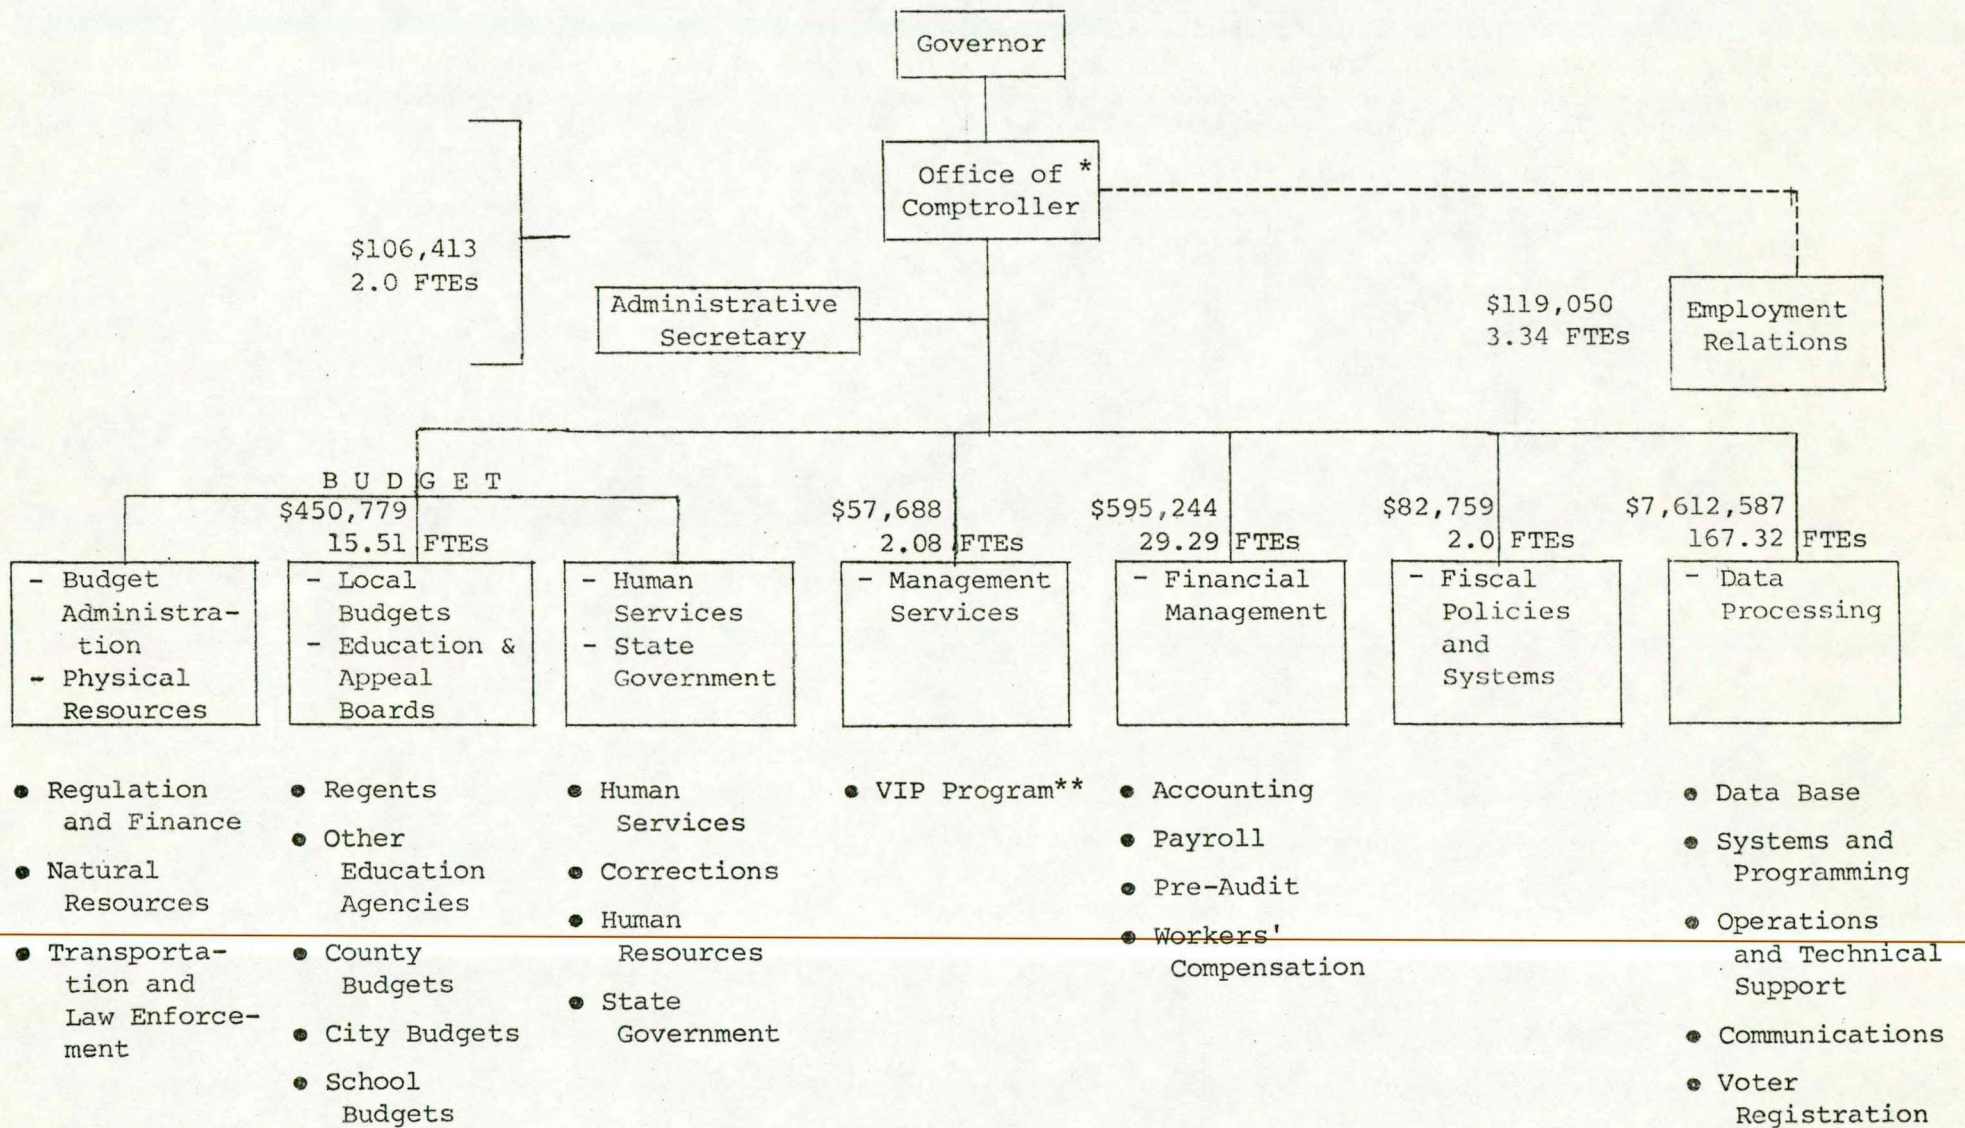 Governor
Office of *
Comptroller
$106,413
2.0 FTEs
Administrative
Secretary
$119,050
3.34 FTEs
Employment
Relations
B U D G E T
$450,779
15.51 FTEs
$57,688
2.08 FTEs
$595,244
29.29 FTEs
$82,759
2.0 FTEs
$7,612,587
167.32 FTEs
- Budget
Administra-
tion
- Physical
Resources
- Local
Budgets
- Education &
Appeal
Boards
- Human
Services
- State
Government
- Management
Services
- Financial
Management
- Fiscal
Policies
and
Systems
- Data
Processing
● Regulation
and Finance
● Natural
Resources
● Transporta-
tion and
Law Enforce-
ment
● Regents
● Other
Education
Agencies
● County
Budgets
● City Budgets
● School
Budgets
● Human
Services
● Corrections
● Human
Resources
● State
Government
● VIP Program**
● Accounting
● Payroll
● Pre-Audit
● Workers'
Compensation
● Data Base
● Systems and
Programming
● Operations
and Technical
Support
● Communications
● Voter
Registration